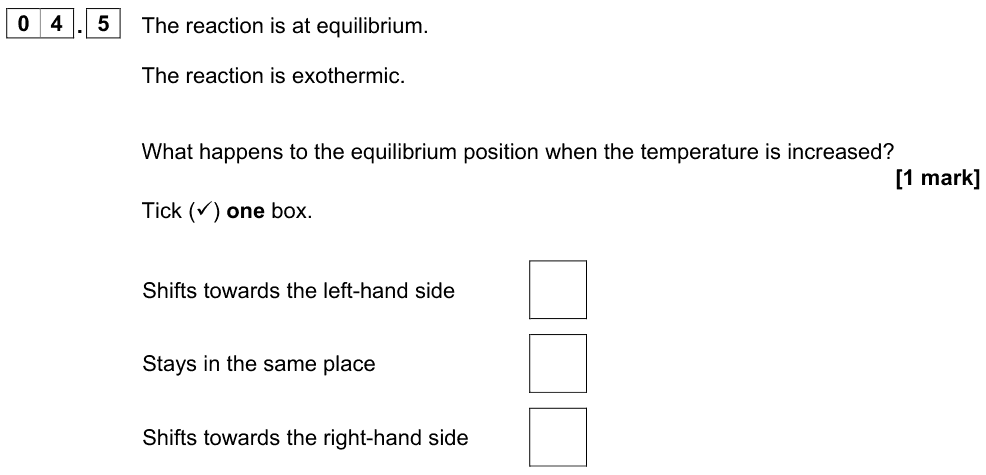 04.5 The reaction is at equilibrium.
The reaction is exothermic.
What happens to the equilibrium position when the temperature is increased?
[1 mark]
Tick (✓) one box.
Shifts towards the left-hand side
Stays in the same place
Shifts towards the right-hand side